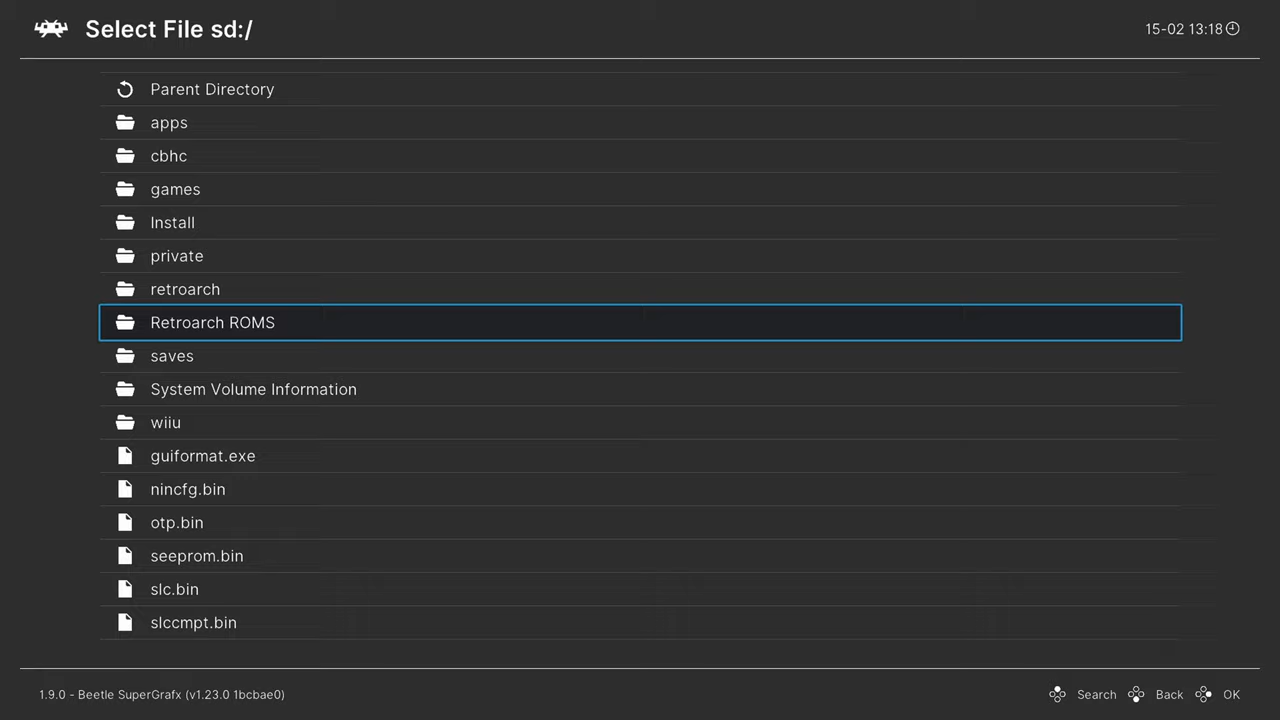 Select File sd:/
15-02 13:18
Parent Directory
apps
cbhc
games
Install
private
retroarch
Retroarch ROMS
saves
System Volume Information
wiiu
guiformat.exe
nincfg.bin
otp.bin
seeprom.bin
slc.bin
slccmpt.bin
1.9.0 - Beetle SuperGrafx (v1.23.0 1bcbae0)
Search Back OK